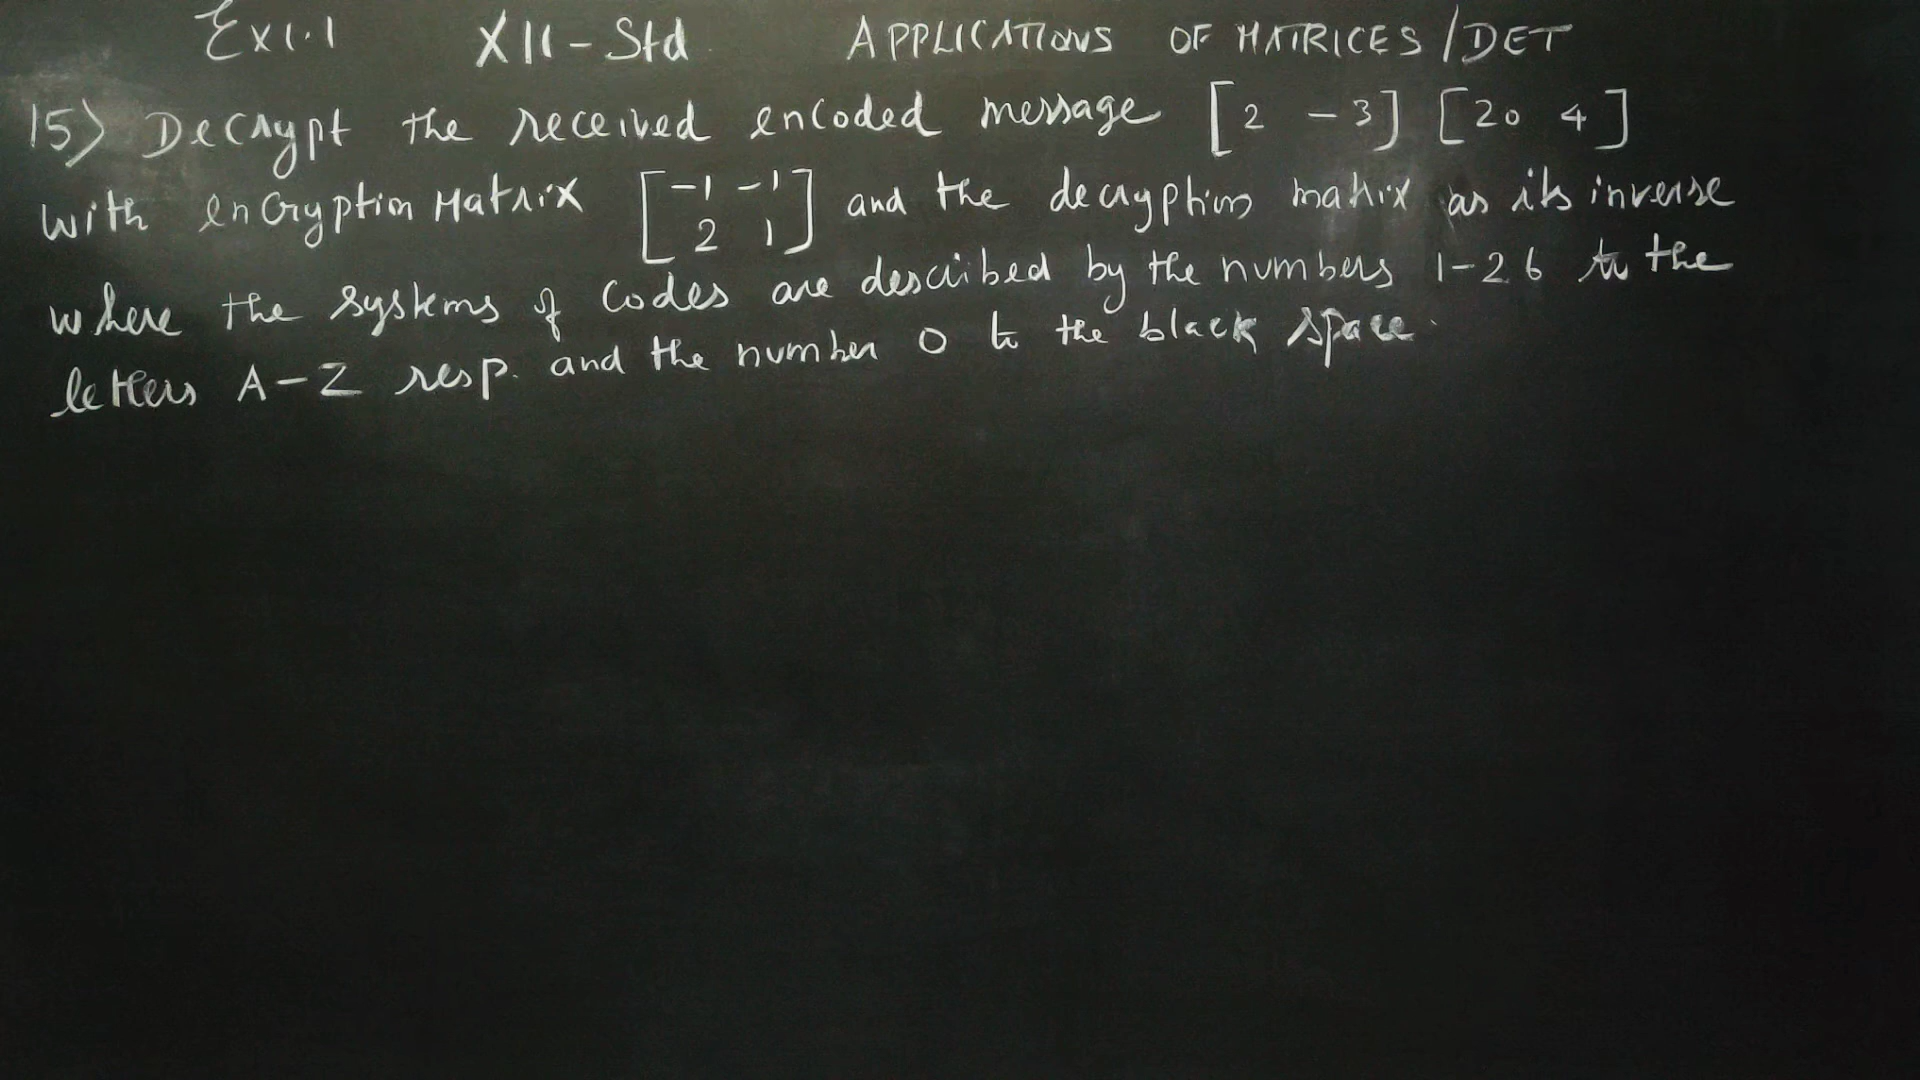 Ex1.1 XII - Std APPLICATIONS OF MATRICES / DET
15) Decrypt the received encoded message [2 -3] [20 4]
with encryption Matrix [-1 -1
2 1] and the decryption matrix as its inverse
where the systems of codes are described by the numbers 1-26 to the
letters A-Z resp. and the number 0 to the black space.